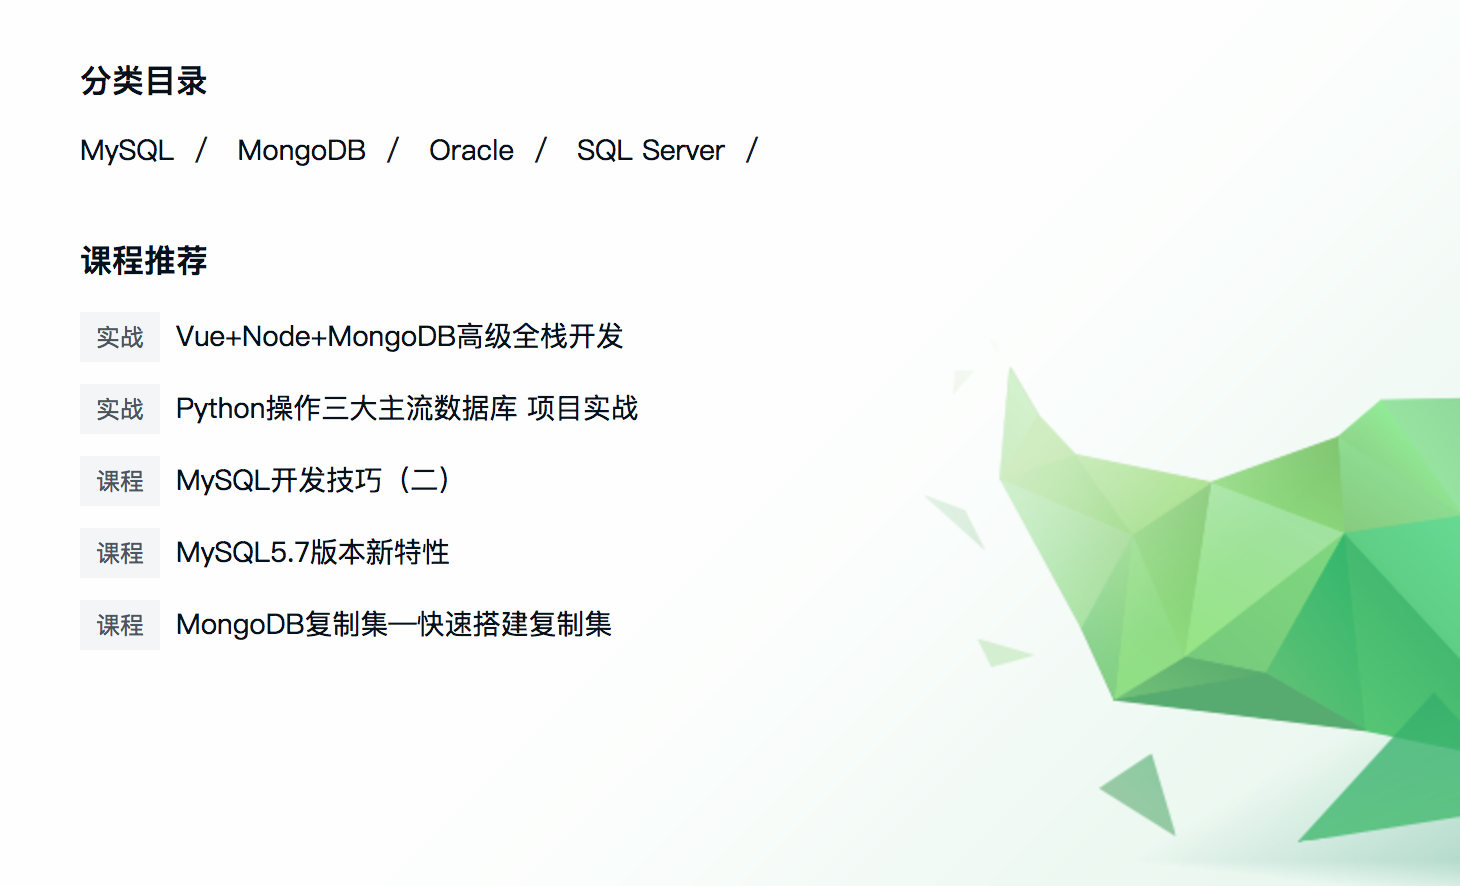 分类目录
MySQL / MongoDB / Oracle / SQL Server /
课程推荐
实战 Vue+Node+MongoDB高级全栈开发
实战 Python操作三大主流数据库 项目实战
课程 MySQL开发技巧（二）
课程 MySQL5.7版本新特性
课程 MongoDB复制集—快速搭建复制集